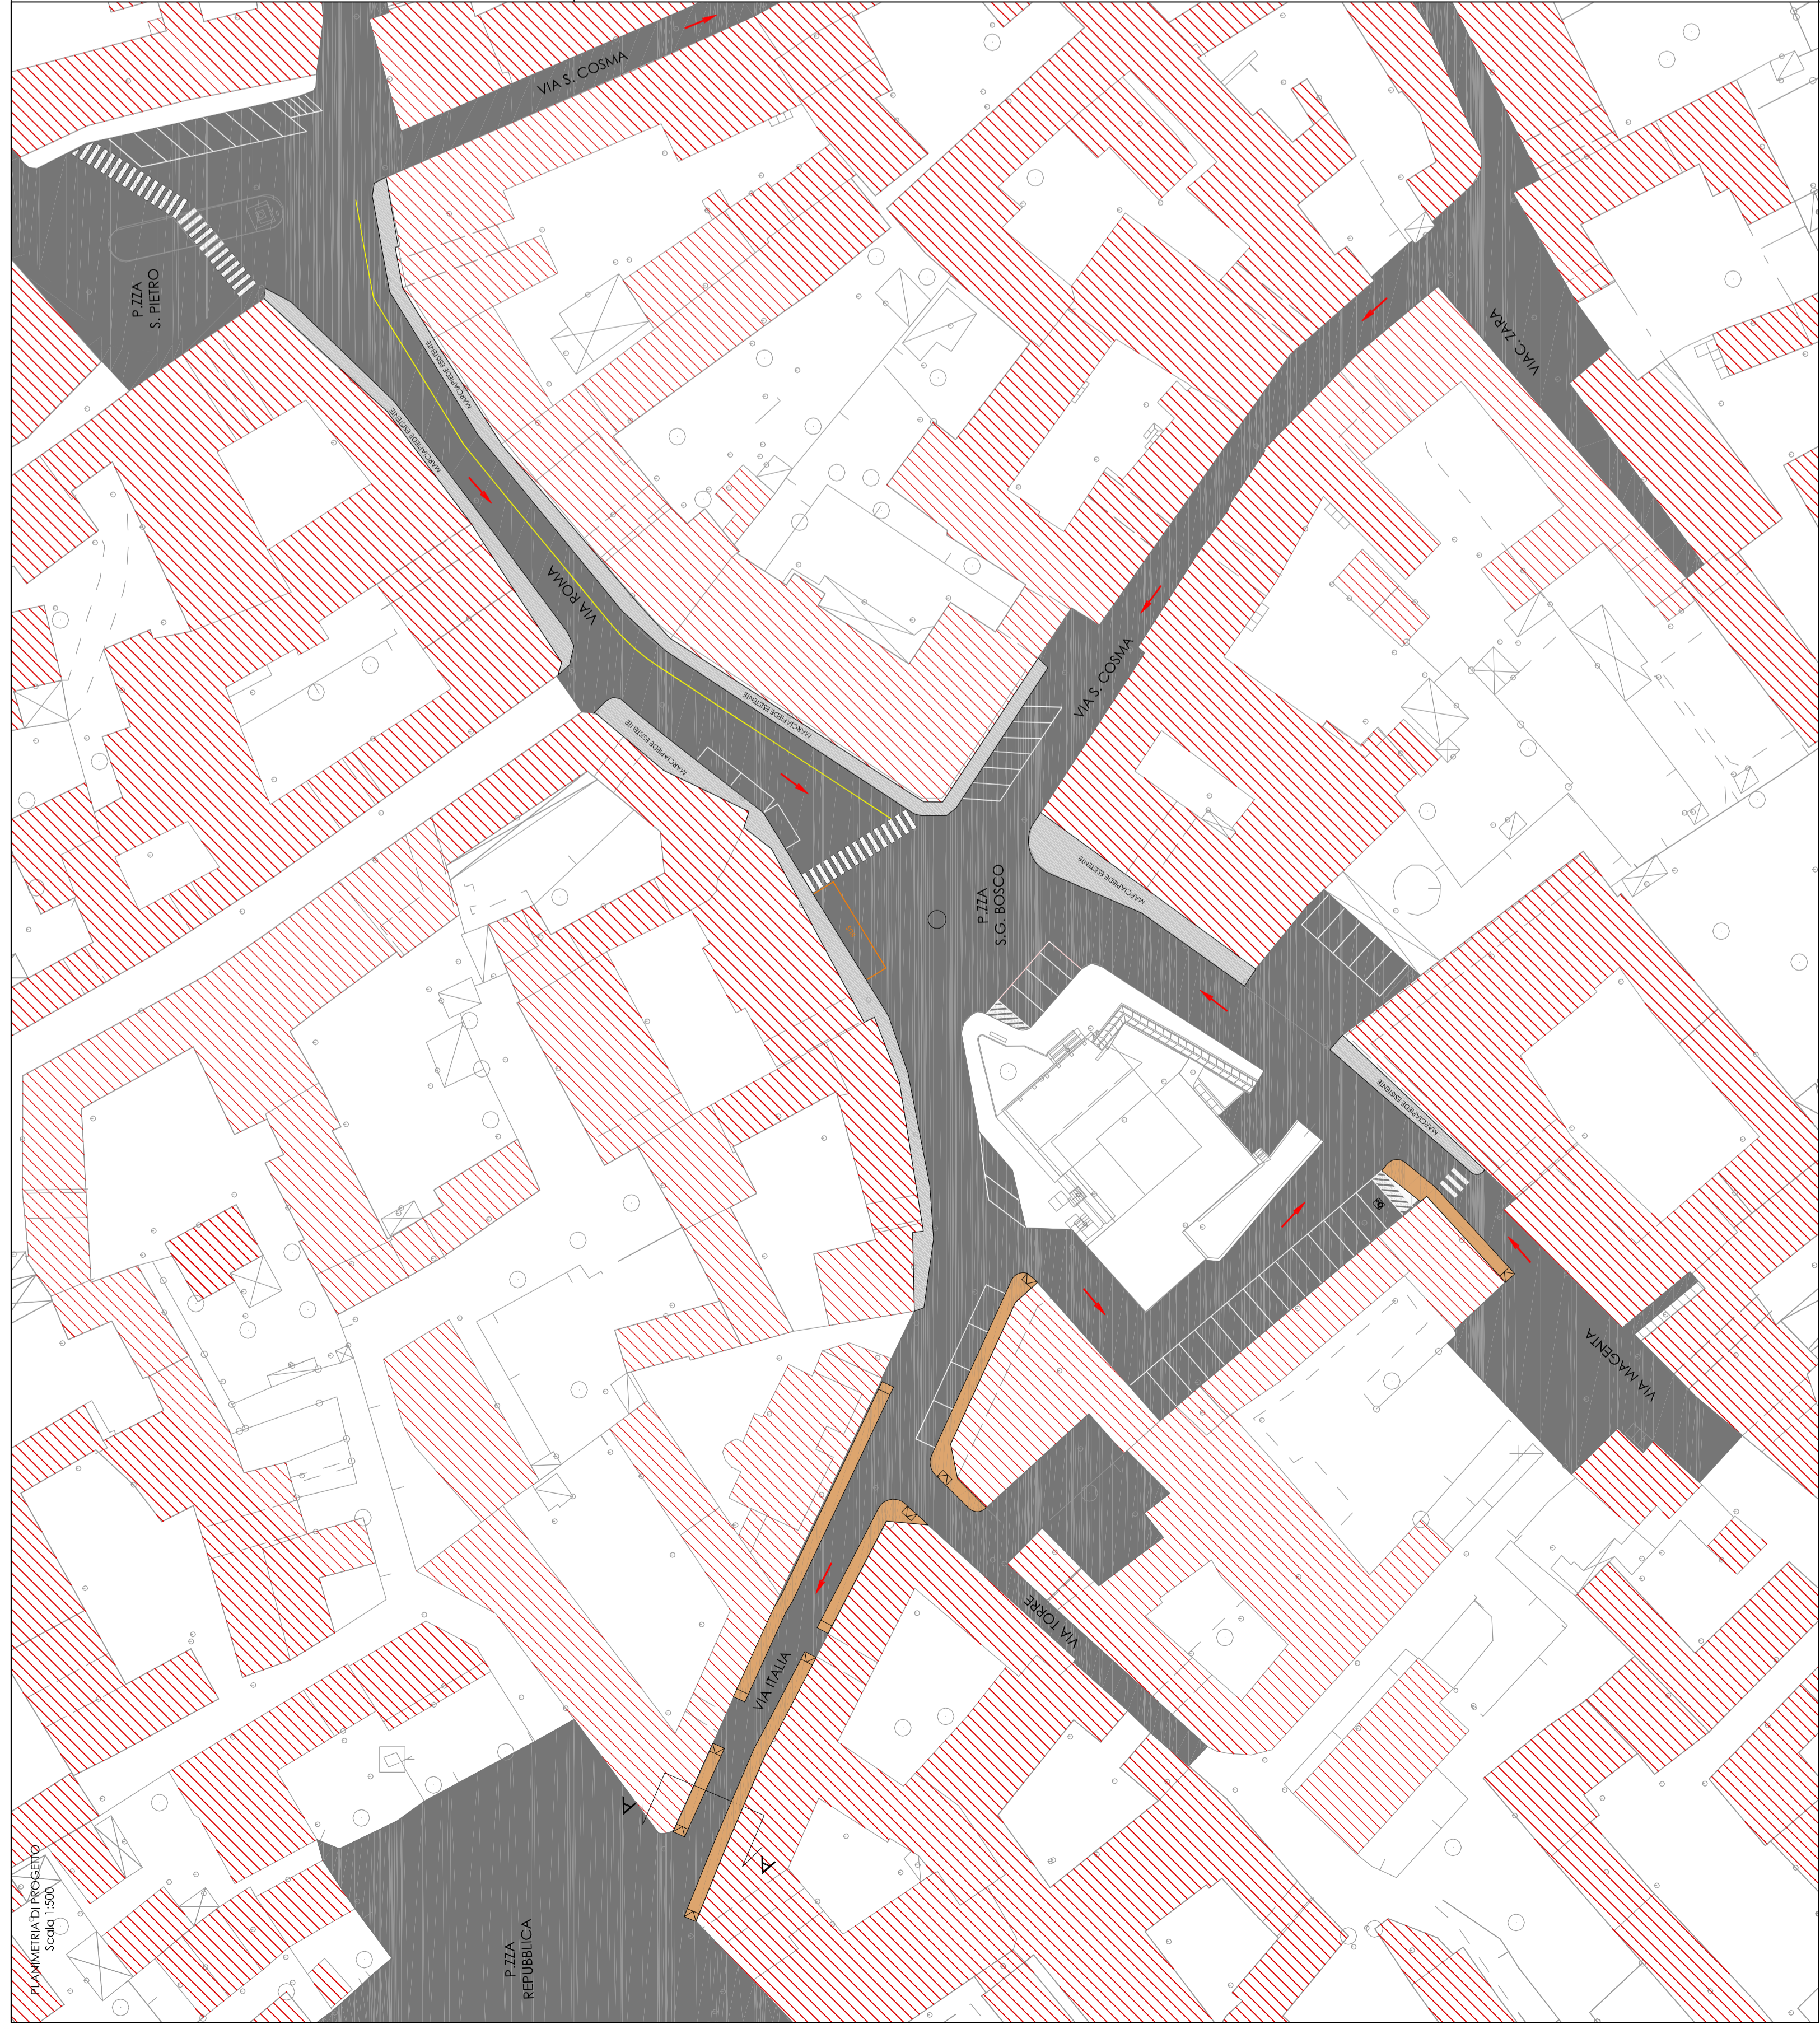 PLANIMETRIA DI PROGETTO
Scala 1:500
VIA S. COSMA
P.ZZA
S. PIETRO
MARCIAPIEDE ESISTENTE
MARCIAPIEDE ESISTENTE
VIA C. ZARA
VIA ROMA
VIA S. COSMA
MARCIAPIEDE ESISTENTE
MARCIAPIEDE ESISTENTE
MARCIAPIEDE ESISTENTE
P.ZZA
S.G. BOSCO
BUS
MARCIAPIEDE ESISTENTE
VIA MAGENTA
VIA TORRE
VIA ITALIA
A
A
P.ZZA
REPUBBLICA